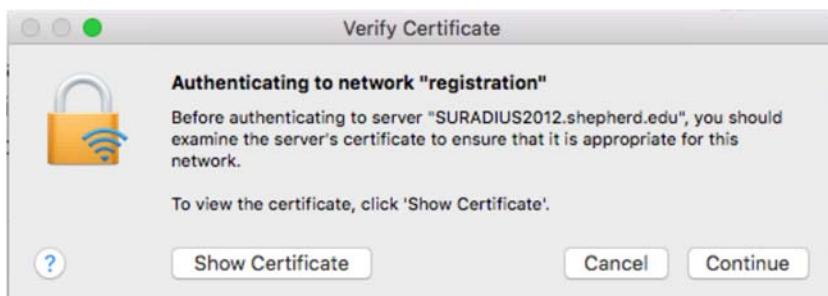 Verify Certificate
Authenticating to network "registration"
Before authenticating to server "SURADIUS2012.shepherd.edu", you should
examine the server's certificate to ensure that it is appropriate for this
network.
To view the certificate, click 'Show Certificate'.
?
Show Certificate
Cancel
Continue